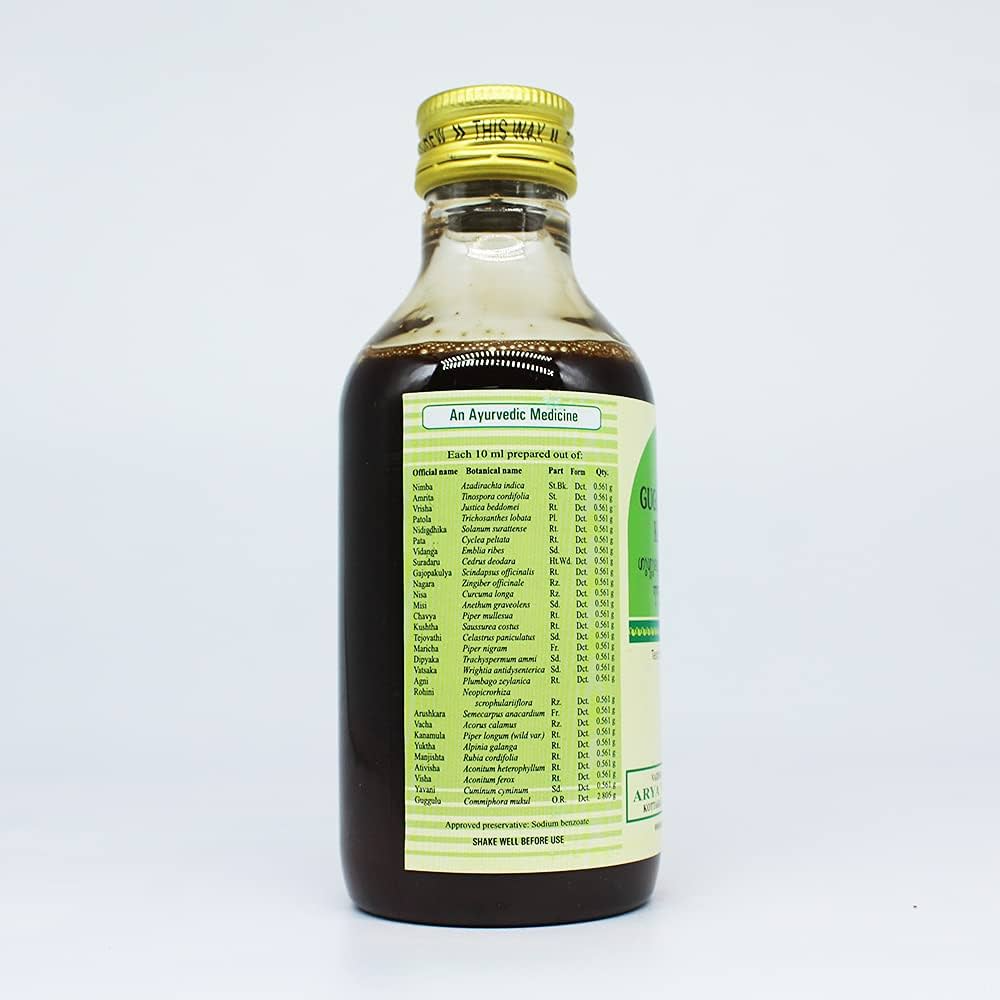 THIS WAY
An Ayurvedic Medicine
Each 10 ml prepared out of:
Official name Botanical name Part Form Qty.
Nimba Azadirachta indica St.Bk. Dct. 0.561 g
Amrita Tinospora cordifolia St. Dct. 0.561 g
Vrisha Justica beddomei Rt. Dct. 0.561 g
Patola Trichosanthes lobata Pl. Dct. 0.561 g
Nidigdhika Solanum surattense Rt. Dct. 0.561 g
Pata Cyclea peltata Rt. Dct. 0.561 g
Vidanga Emblia ribes Sd. Dct. 0.561 g
Suradaru Cedrus deodara Ht.Wd. Dct. 0.561 g
Gajopakulya Scindapsus officinalis Rt. Dct. 0.561 g
Nagara Zingiber officinale Rz. Dct. 0.561 g
Nisa Curcuma longa Rz. Dct. 0.561 g
Misi Anethum graveolens Sd. Dct. 0.561 g
Chavya Piper mullesua Rt. Dct. 0.561 g
Kushtha Saussurea costus Rt. Dct. 0.561 g
Tejovathi Celastrus paniculatus Sd. Dct. 0.561 g
Maricha Piper nigram Fr. Dct. 0.561 g
Dipyaka Trachyspermum ammi Sd. Dct. 0.561 g
Vatsaka Wrightia antidysenterica Sd. Dct. 0.561 g
Agni Plumbago zeylanica Rt. Dct. 0.561 g
Rohini Neopicrorhiza
scrophulariiflora Rz. Dct. 0.561 g
Arushkara Semecarpus anacardium Fr. Dct. 0.561 g
Vacha Acorus calamus Rz. Dct. 0.561 g
Kanamula Piper longum (wild var.) Rt. Dct. 0.561 g
Yuktha Alpinia galanga Rt. Dct. 0.561 g
Manjishta Rubia cordifolia Rt. Dct. 0.561 g
Ativisha Aconitum heterophyllum Rt. Dct. 0.561 g
Visha Aconitum ferox Rt. Dct. 0.561 g
Yavani Cuminum cyminum Sd. Dct. 0.561 g
Guggulu Commiphora mukul O.R. Dct. 2.805 g
Approved preservative: Sodium benzoate
SHAKE WELL BEFORE USE
ARYA